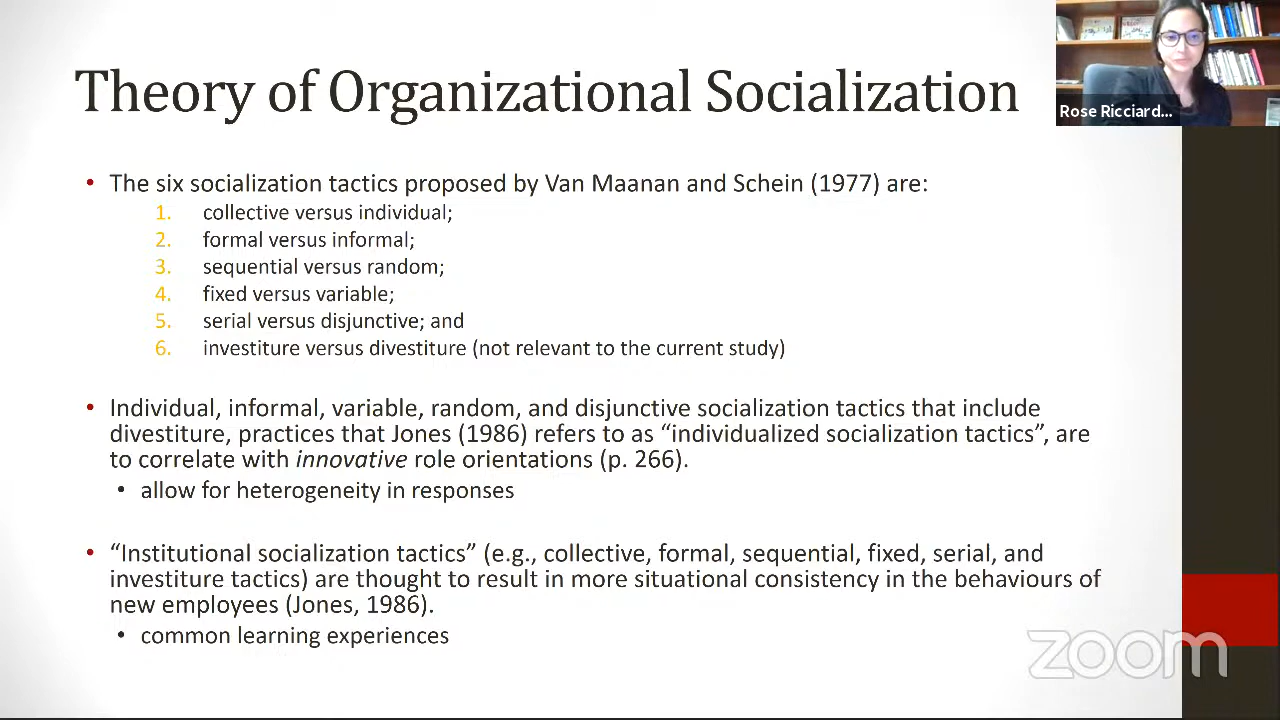 Theory of Organizational Socialization
Rose Ricciard...
• The six socialization tactics proposed by Van Maanan and Schein (1977) are:
1. collective versus individual;
2. formal versus informal;
3. sequential versus random;
4. fixed versus variable;
5. serial versus disjunctive; and
6. investiture versus divestiture (not relevant to the current study)
• Individual, informal, variable, random, and disjunctive socialization tactics that include
divestiture, practices that Jones (1986) refers to as “individualized socialization tactics”, are
to correlate with innovative role orientations (p. 266).
• allow for heterogeneity in responses
• “Institutional socialization tactics” (e.g., collective, formal, sequential, fixed, serial, and
investiture tactics) are thought to result in more situational consistency in the behaviours of
new employees (Jones, 1986).
• common learning experiences
zoom